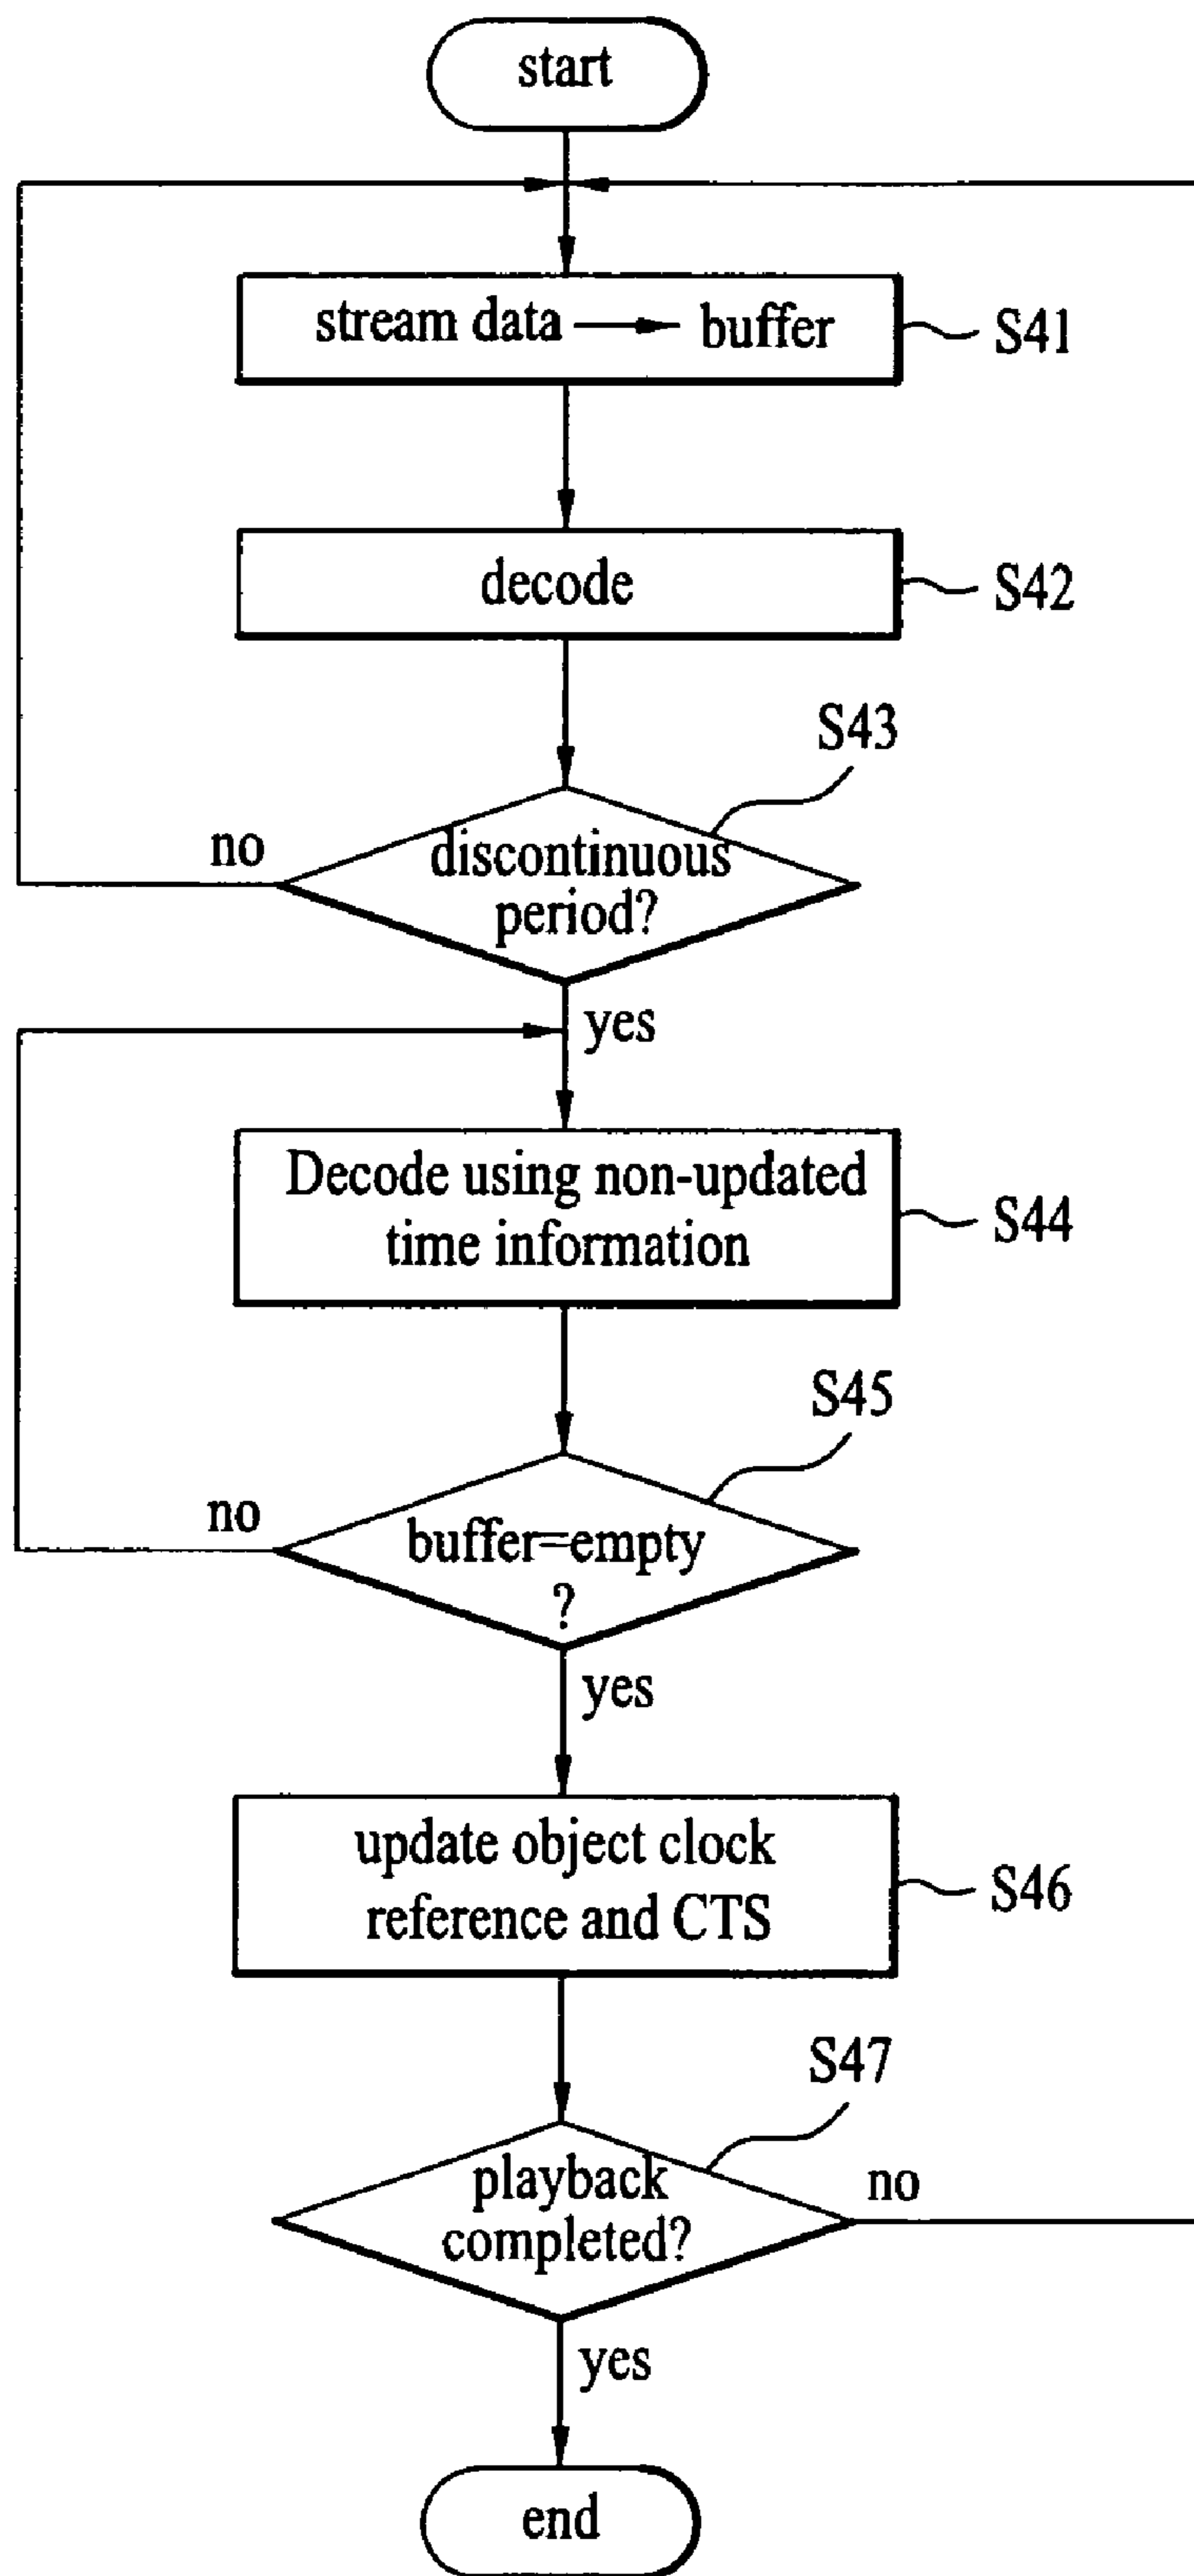 start
stream data → buffer
S41
decode
S42
S43
no
discontinuous
period?
yes
Decode using non-updated
time information
S44
S45
no
buffer=empty
?
yes
update object clock
reference and CTS
S46
S47
playback
completed?
no
yes
end